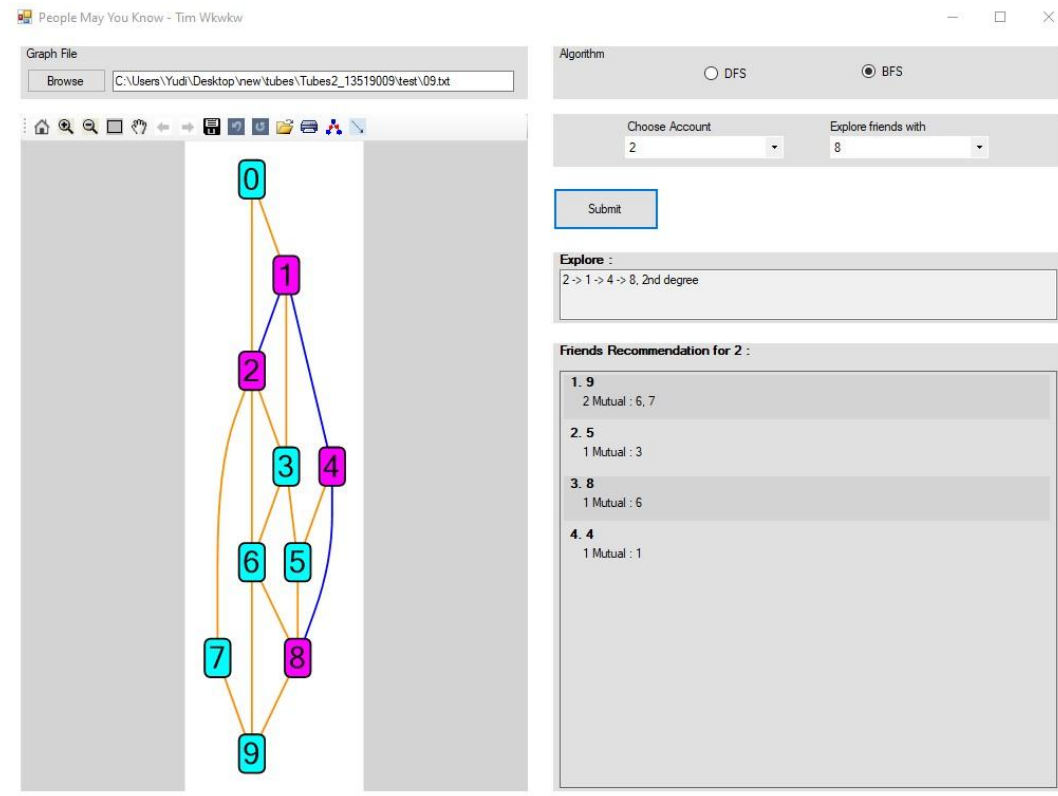 People May You Know - Tim Wkwkw
Graph File
Browse
C:\Users\Yudi\Desktop\new\tubes\Tubes2_13519009\test\09.txt
Algorithm
DFS
BFS
Choose Account
Explore friends with
2
8
Submit
Explore :
2 -> 1 -> 4 -> 8, 2nd degree
Friends Recommendation for 2 :
1. 9
2 Mutual : 6, 7
2. 5
1 Mutual : 3
3. 8
1 Mutual : 6
4. 4
1 Mutual : 1
0
1
2
3
4
6
5
7
8
9